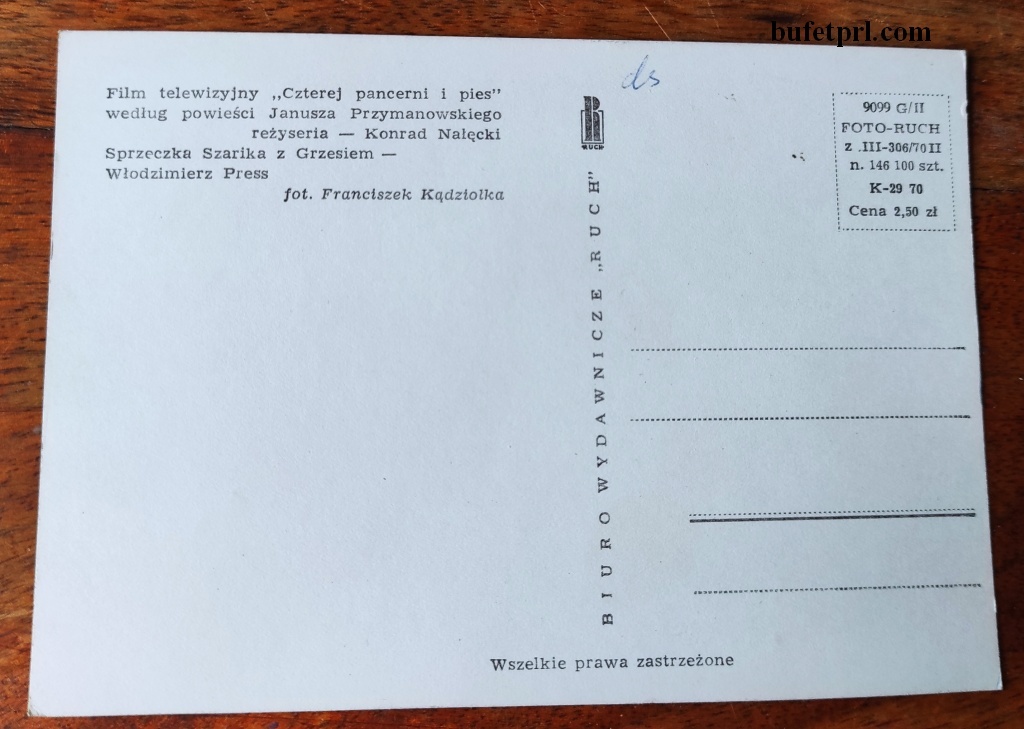 bufetprl.com
Film telewizyjny „Czterej pancerni i pies”
według powieści Janusza Przymanowskiego
reżyseria — Konrad Nałęcki
Sprzeczka Szarika z Grzesiem —
Włodzimierz Press
fot. Franciszek Kądziołka
ds
RUCH
BIURO WYDAWNICZE „RUCH”
9099 G/II
FOTO-RUCH
z .III-306/70 II
n. 146 100 szt.
K-29 70
Cena 2,50 zł
Wszelkie prawa zastrzeżone